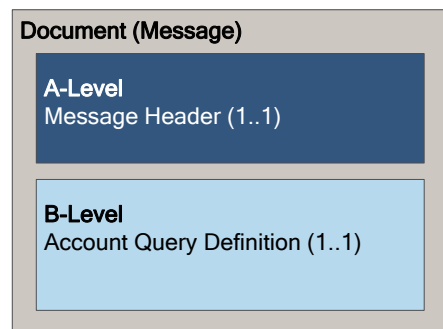 Document (Message)
A-Level
Message Header (1..1)
B-Level
Account Query Definition (1..1)